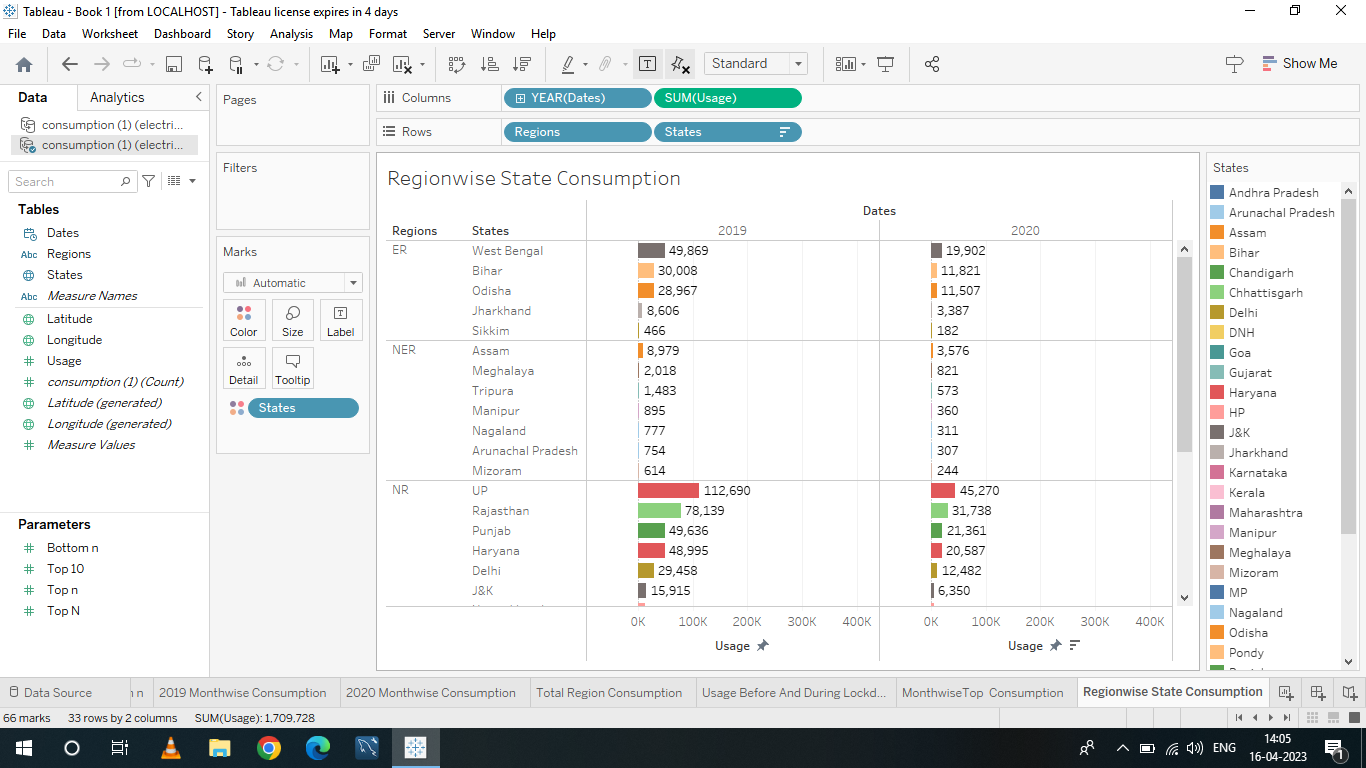 Tableau - Book 1 [from LOCALHOST] - Tableau license expires in 4 days
File Data Worksheet Dashboard Story Analysis Map Format Server Window Help
Standard Show Me
Data Analytics
consumption (1) (electri...
consumption (1) (electri...
Search
Tables
Dates
Abc Regions
States
Abc Measure Names
Latitude
Longitude
Usage
consumption (1) (Count)
Latitude (generated)
Longitude (generated)
Measure Values
Parameters
Bottom n
Top 10
Top n
Top N
Pages
Filters
Marks
Automatic
Color Size Label
Detail Tooltip
States
Columns YEAR(Dates) SUM(Usage)
Rows Regions States
Regionwise State Consumption
Dates
Regions States 2019 2020
ER West Bengal 49,869 19,902
Bihar 30,008 11,821
Odisha 28,967 11,507
Jharkhand 8,606 3,387
Sikkim 466 182
NER Assam 8,979 3,576
Meghalaya 2,018 821
Tripura 1,483 573
Manipur 895 360
Nagaland 777 311
Arunachal Pradesh 754 307
Mizoram 614 244
NR UP 112,690 45,270
Rajasthan 78,139 31,738
Punjab 49,636 21,361
Haryana 48,995 20,587
Delhi 29,458 12,482
J&K 15,915 6,350
0K 100K 200K 300K 400K 0K 100K 200K 300K 400K
Usage Usage
States
Andhra Pradesh
Arunachal Pradesh
Assam
Bihar
Chandigarh
Chhattisgarh
Delhi
DNH
Goa
Gujarat
Haryana
HP
J&K
Jharkhand
Karnataka
Kerala
Maharashtra
Manipur
Meghalaya
Mizoram
MP
Nagaland
Odisha
Pondy
Data Source n 2019 Monthwise Consumption 2020 Monthwise Consumption Total Region Consumption Usage Before And During Lockd... MonthwiseTop Consumption Regionwise State Consumption
66 marks 33 rows by 2 columns SUM(Usage): 1,709,728
ENG 14:05
16-04-2023 1